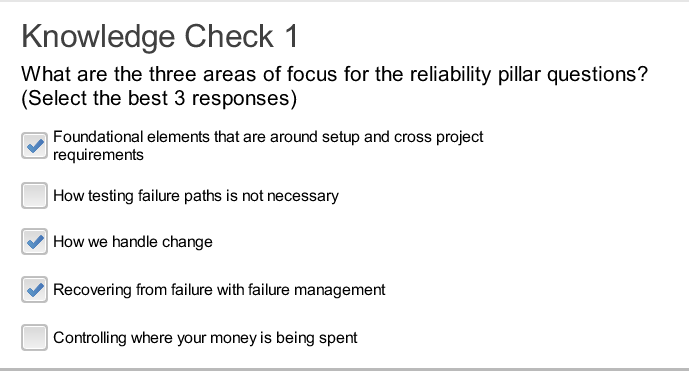 Knowledge Check 1
What are the three areas of focus for the reliability pillar questions?
(Select the best 3 responses)
Foundational elements that are around setup and cross project
requirements
How testing failure paths is not necessary
How we handle change
Recovering from failure with failure management
Controlling where your money is being spent